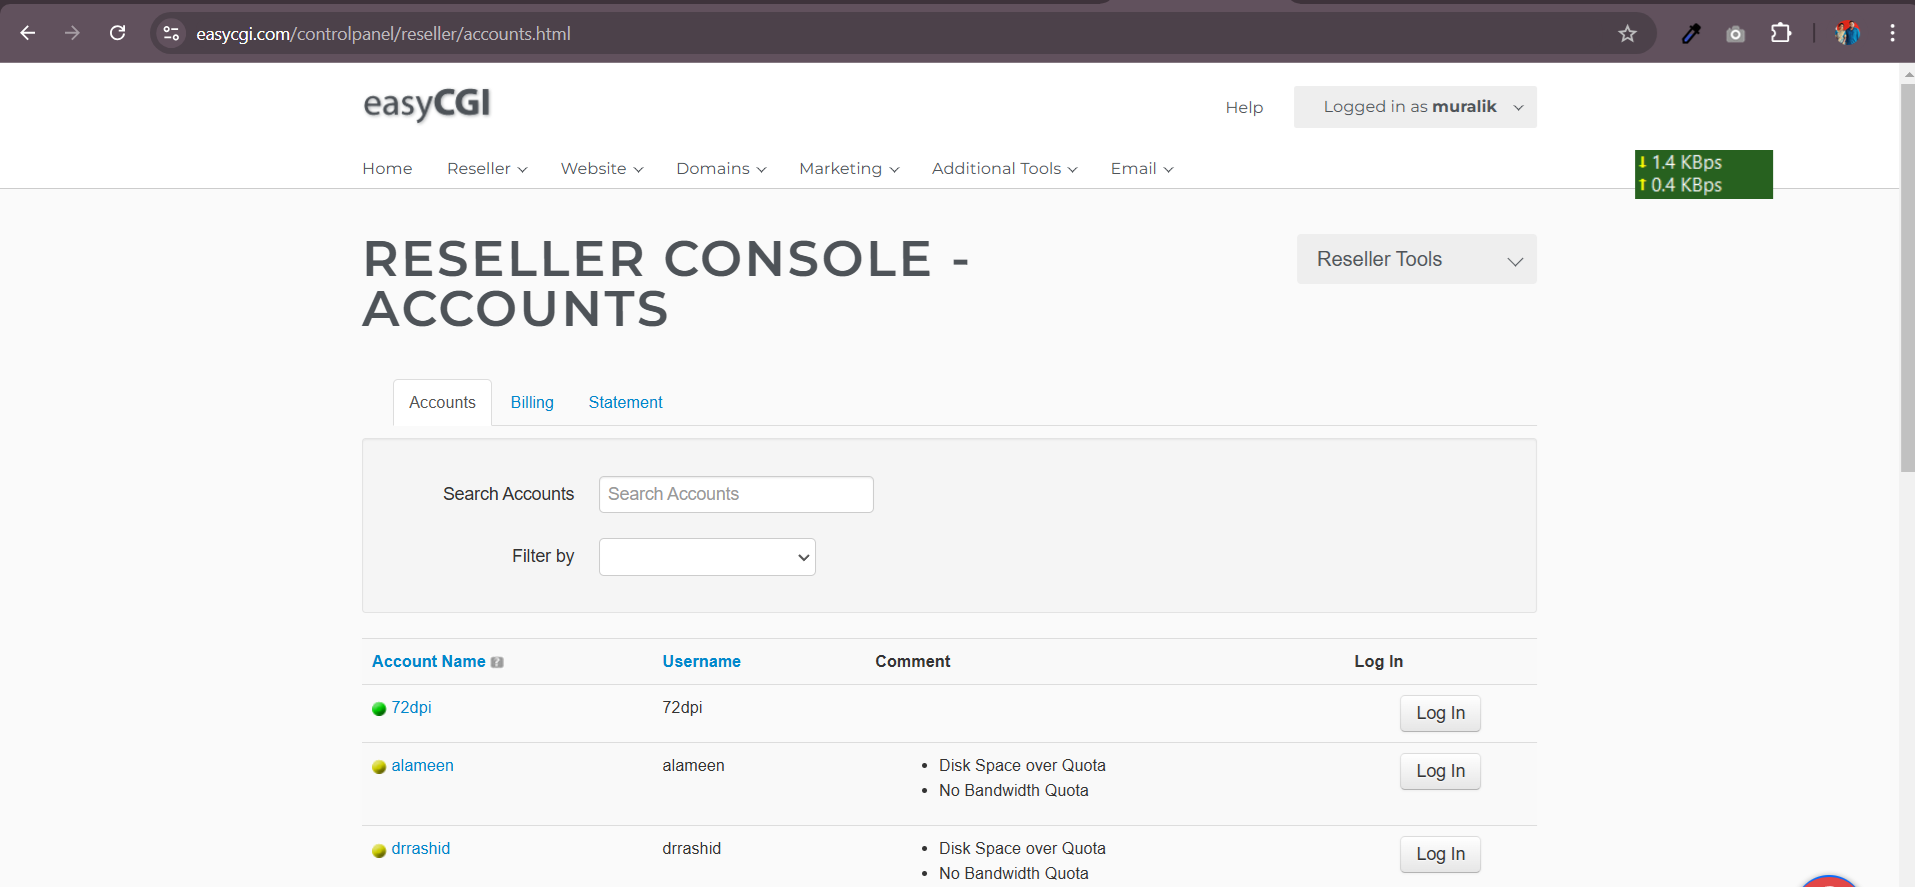 easycgi.com/controlpanel/reseller/accounts.html
easyCGI
Help
Logged in as muralik
Home Reseller Website Domains Marketing Additional Tools Email
1.4 KBps
0.4 KBps
RESELLER CONSOLE -
ACCOUNTS
Reseller Tools
Accounts Billing Statement
Search Accounts Search Accounts
Filter by
Account Name ? Username Comment Log In
72dpi 72dpi Log In
alameen alameen • Disk Space over Quota Log In
• No Bandwidth Quota
drrashid drrashid • Disk Space over Quota Log In
• No Bandwidth Quota